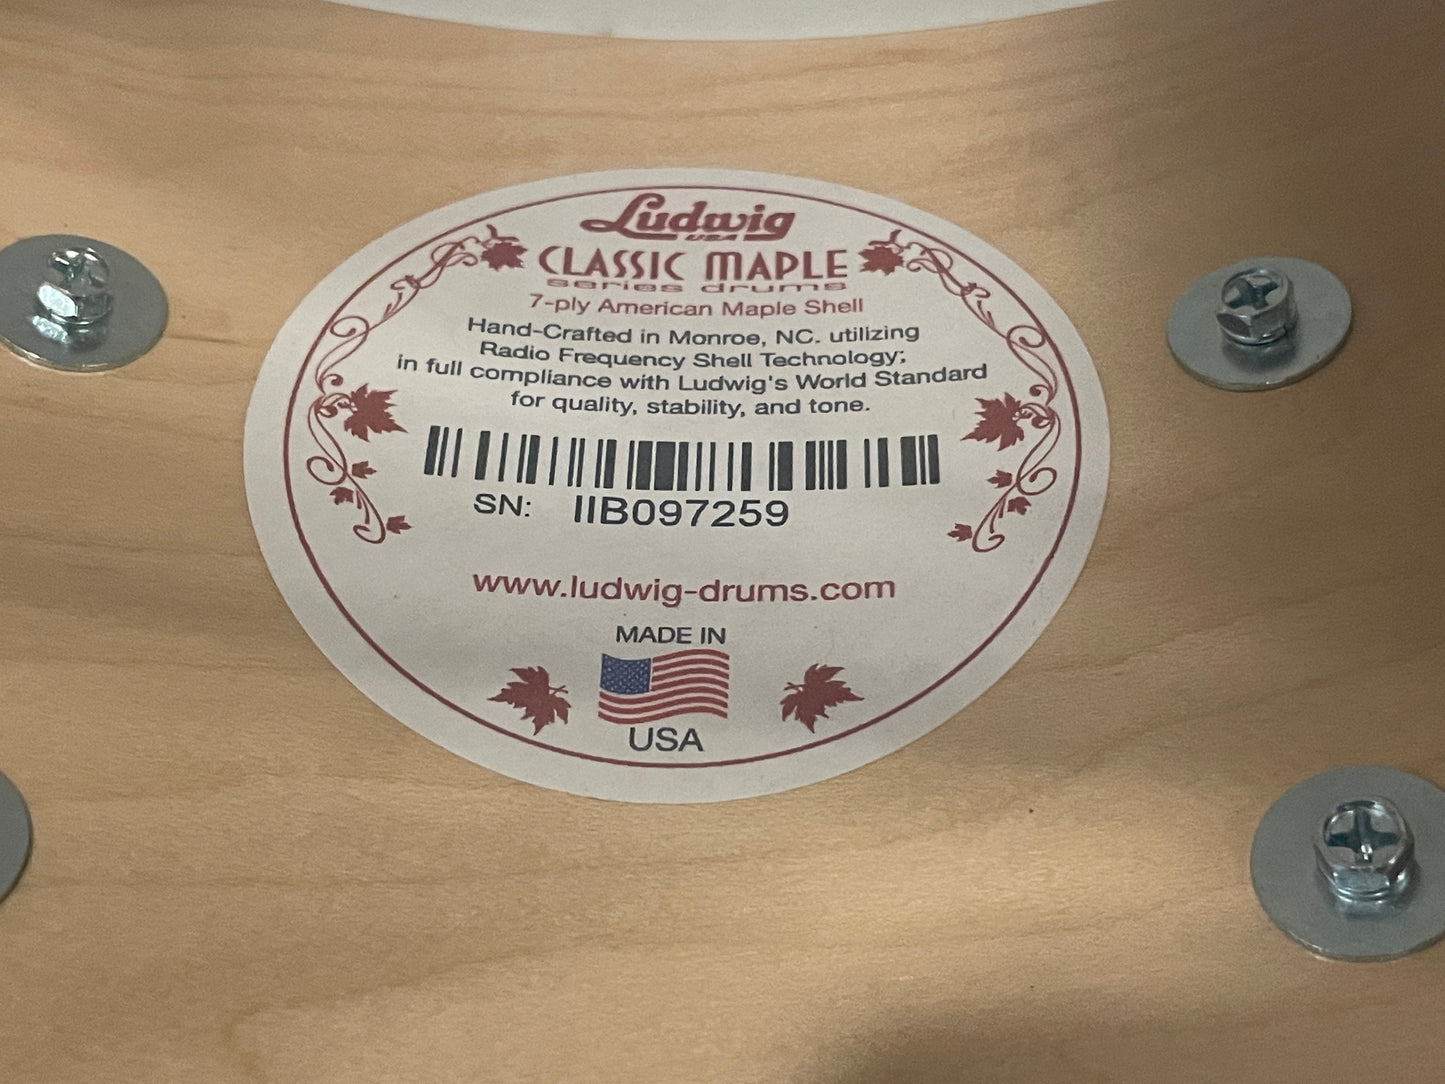 Ludwig
USA
CLASSIC MAPLE
series drums
7-ply American Maple Shell
Hand-Crafted in Monroe, NC. utilizing
Radio Frequency Shell Technology;
in full compliance with Ludwig's World Standard
for quality, stability, and tone.
SN: IIB097259
www.ludwig-drums.com
MADE IN
USA